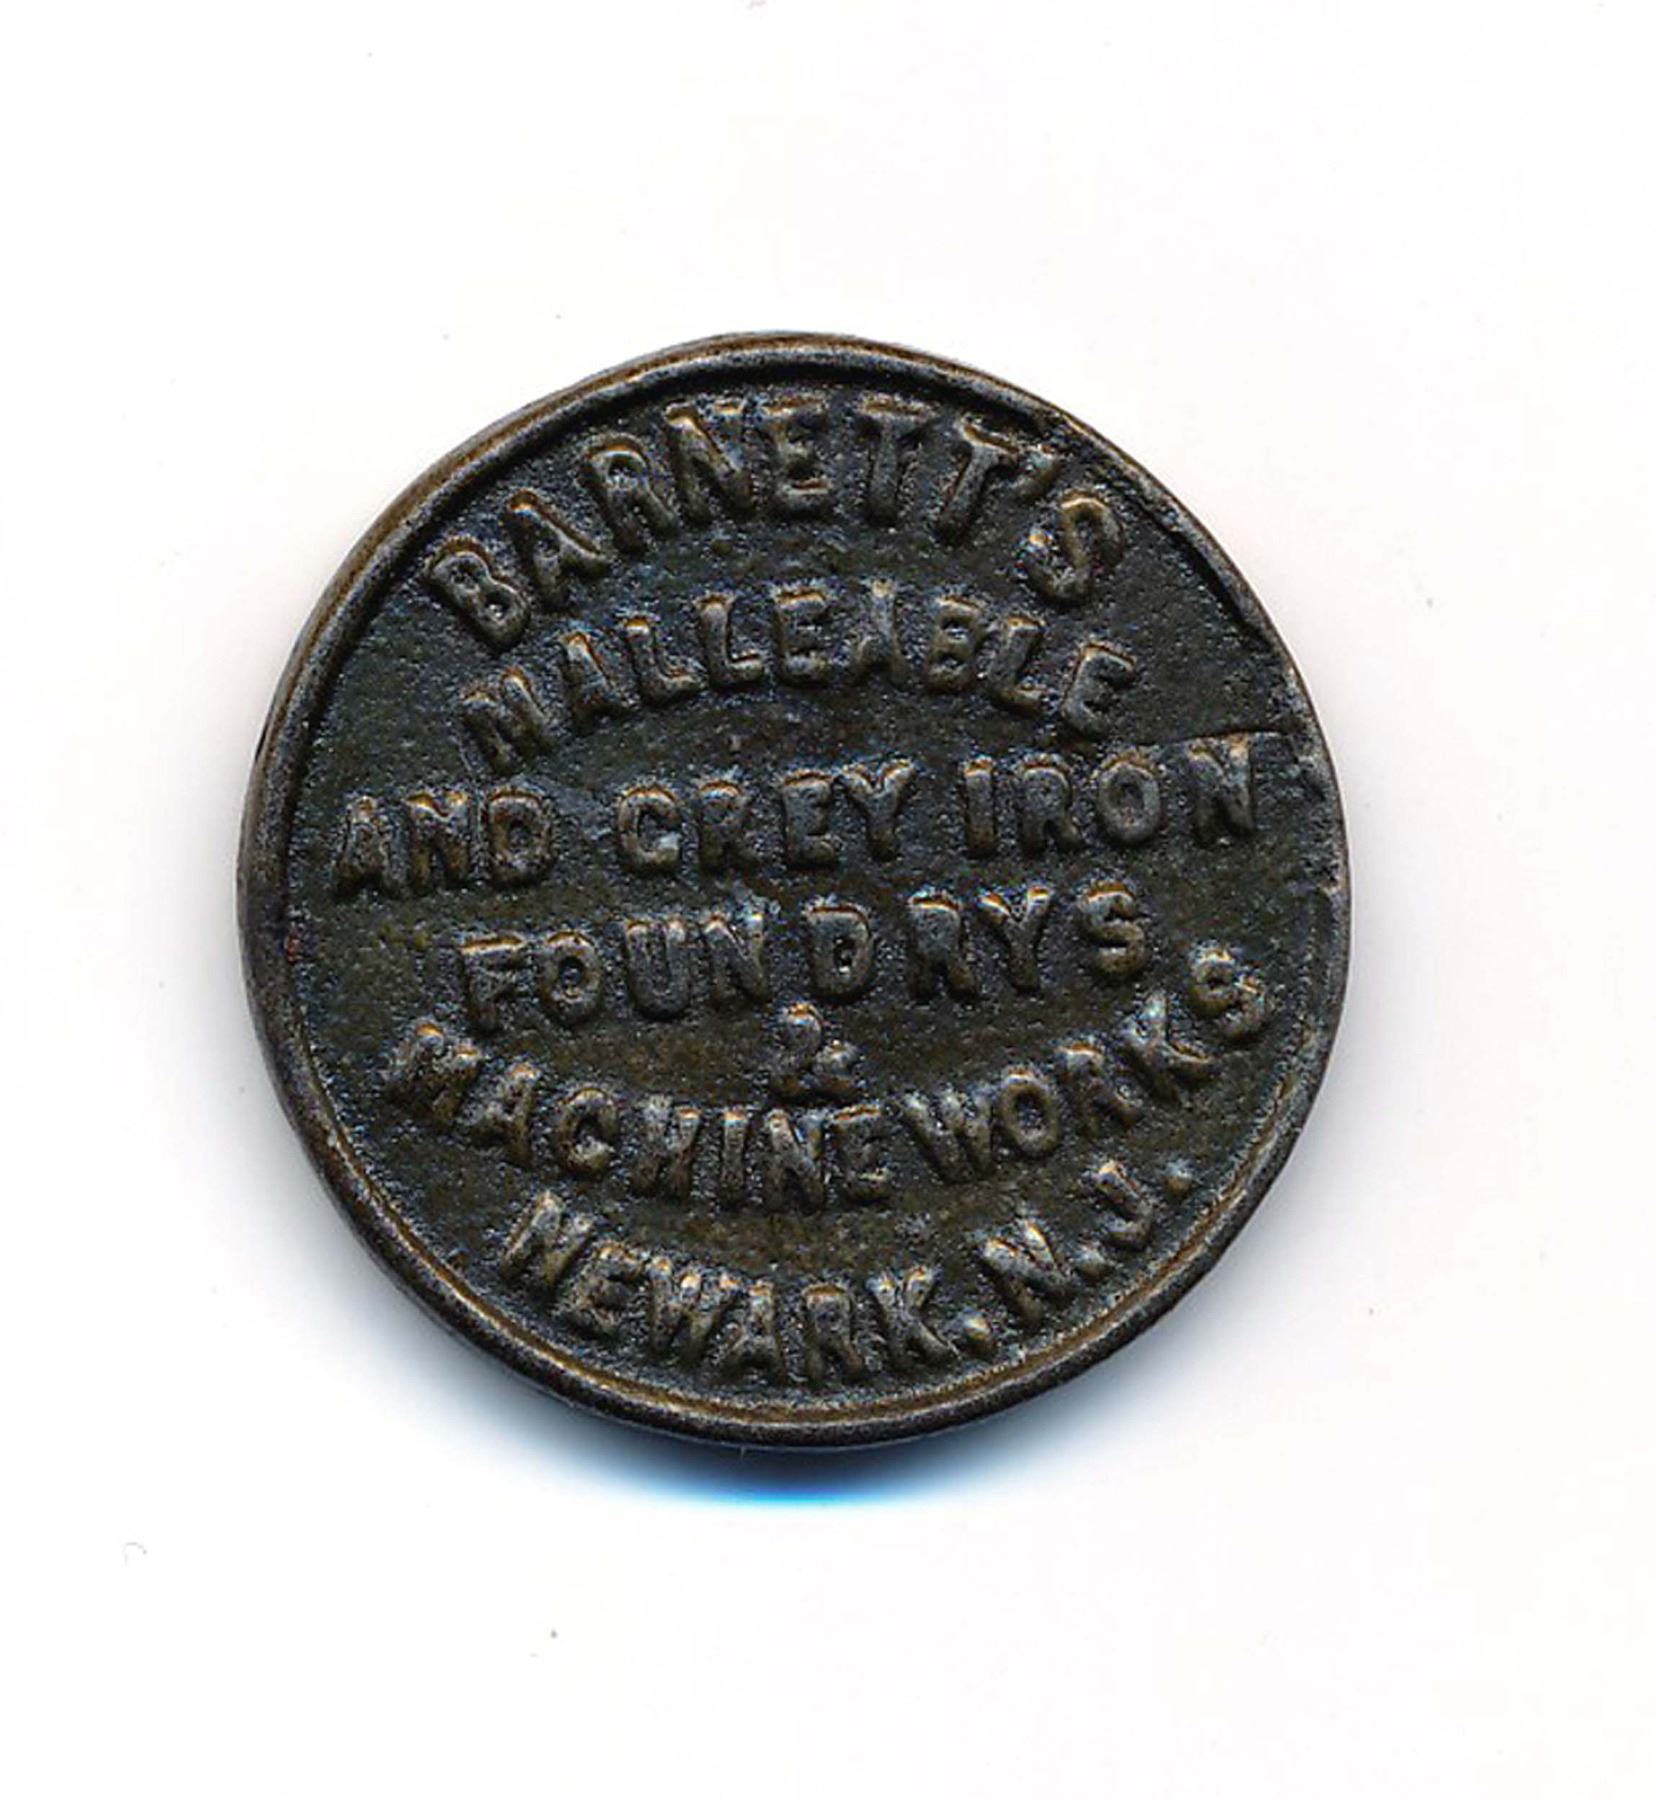 BARNETT'S
MALLEABLE
AND GREY IRON
FOUNDRYS
&
MACHINE WORKS
NEWARK. N.J.